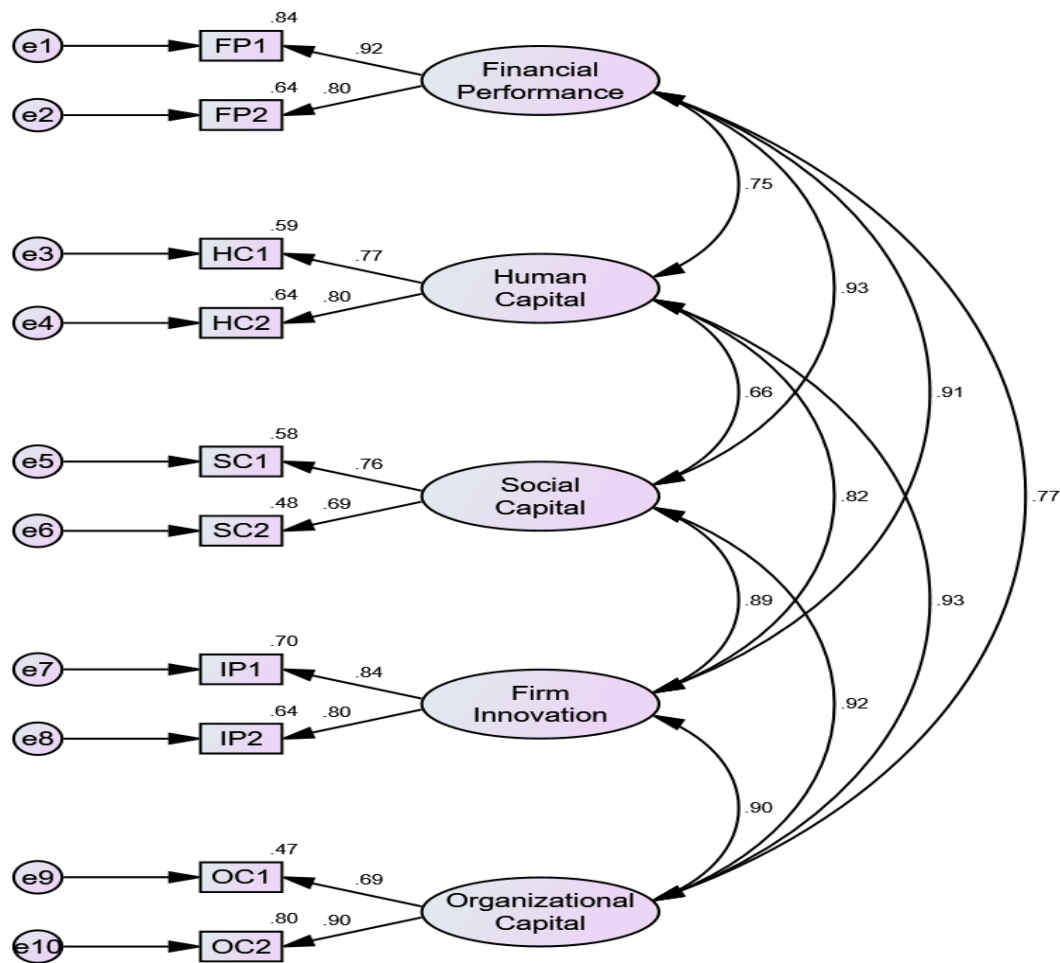 .84
e1
FP1
.92
Financial
Performance
.64
.80
e2
FP2
.75
.59
e3
HC1
.77
Human
Capital
.93
.64
.80
e4
HC2
.66
.91
.58
e5
SC1
.76
Social
Capital
.82
.77
.48
.69
e6
SC2
.89
.93
.70
e7
IP1
.84
Firm
Innovation
.92
.64
.80
e8
IP2
.90
.47
e9
OC1
.69
Organizational
Capital
.80
.90
e10
OC2